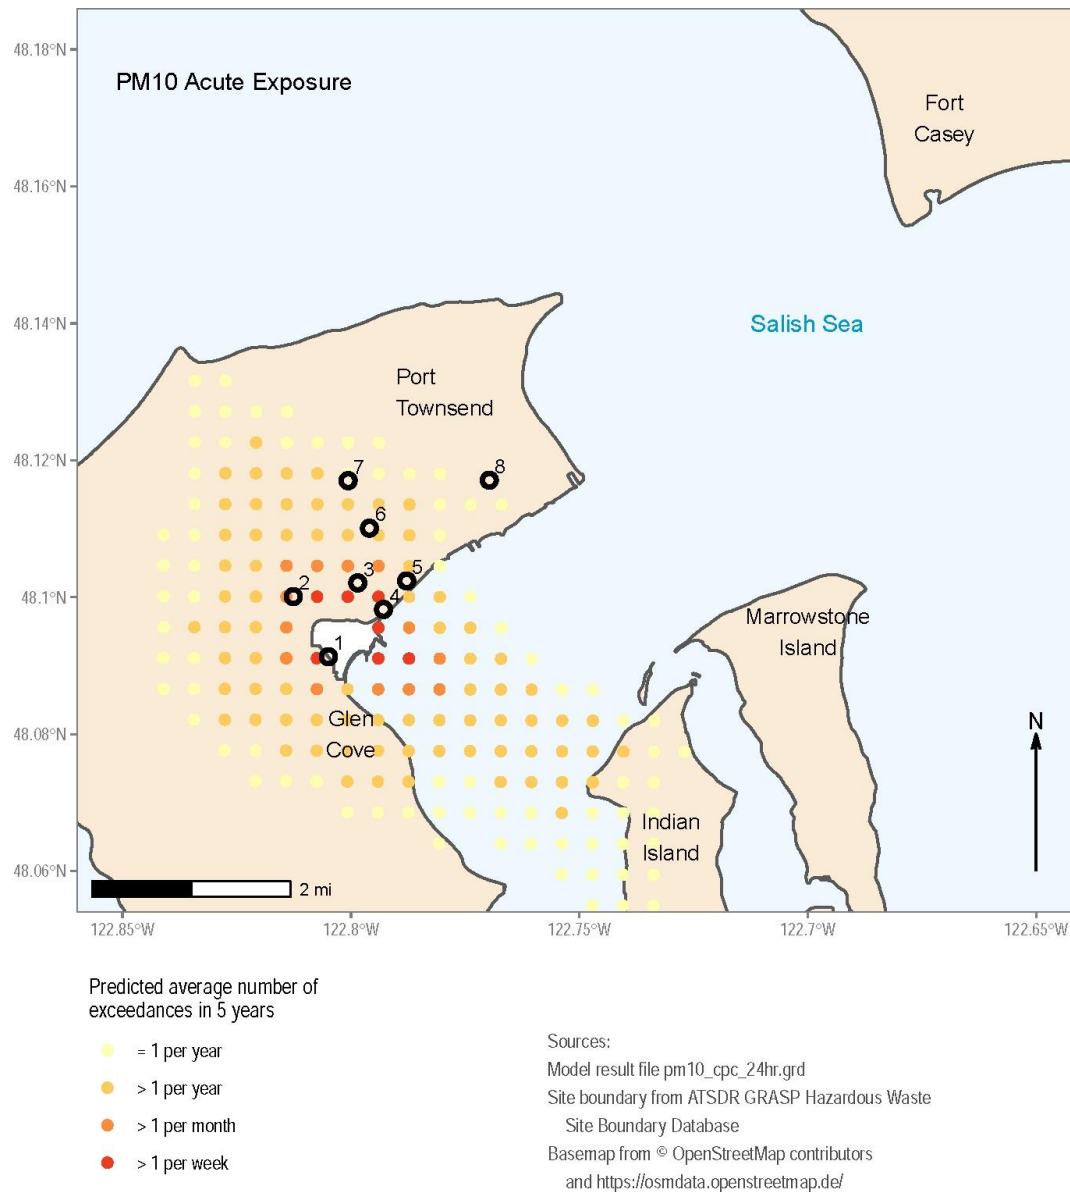 48.18°N
PM10 Acute Exposure
Fort
Casey
48.16°N
48.14°N
Salish Sea
Port
Townsend
48.12°N
7
8
6
3
5
2
48.1°N
4
Marrowstone
Island
1
Glen
Cove
N
48.08°N
Indian
Island
48.06°N
2 mi
122.85°W
122.8°W
122.75°W
122.7°W
122.65°W
Predicted average number of
exceedances in 5 years
= 1 per year
> 1 per year
> 1 per month
> 1 per week
Sources:
Model result file pm10_cpc_24hr.grd
Site boundary from ATSDR GRASP Hazardous Waste
Site Boundary Database
Basemap from © OpenStreetMap contributors
and https://osmdata.openstreetmap.de/